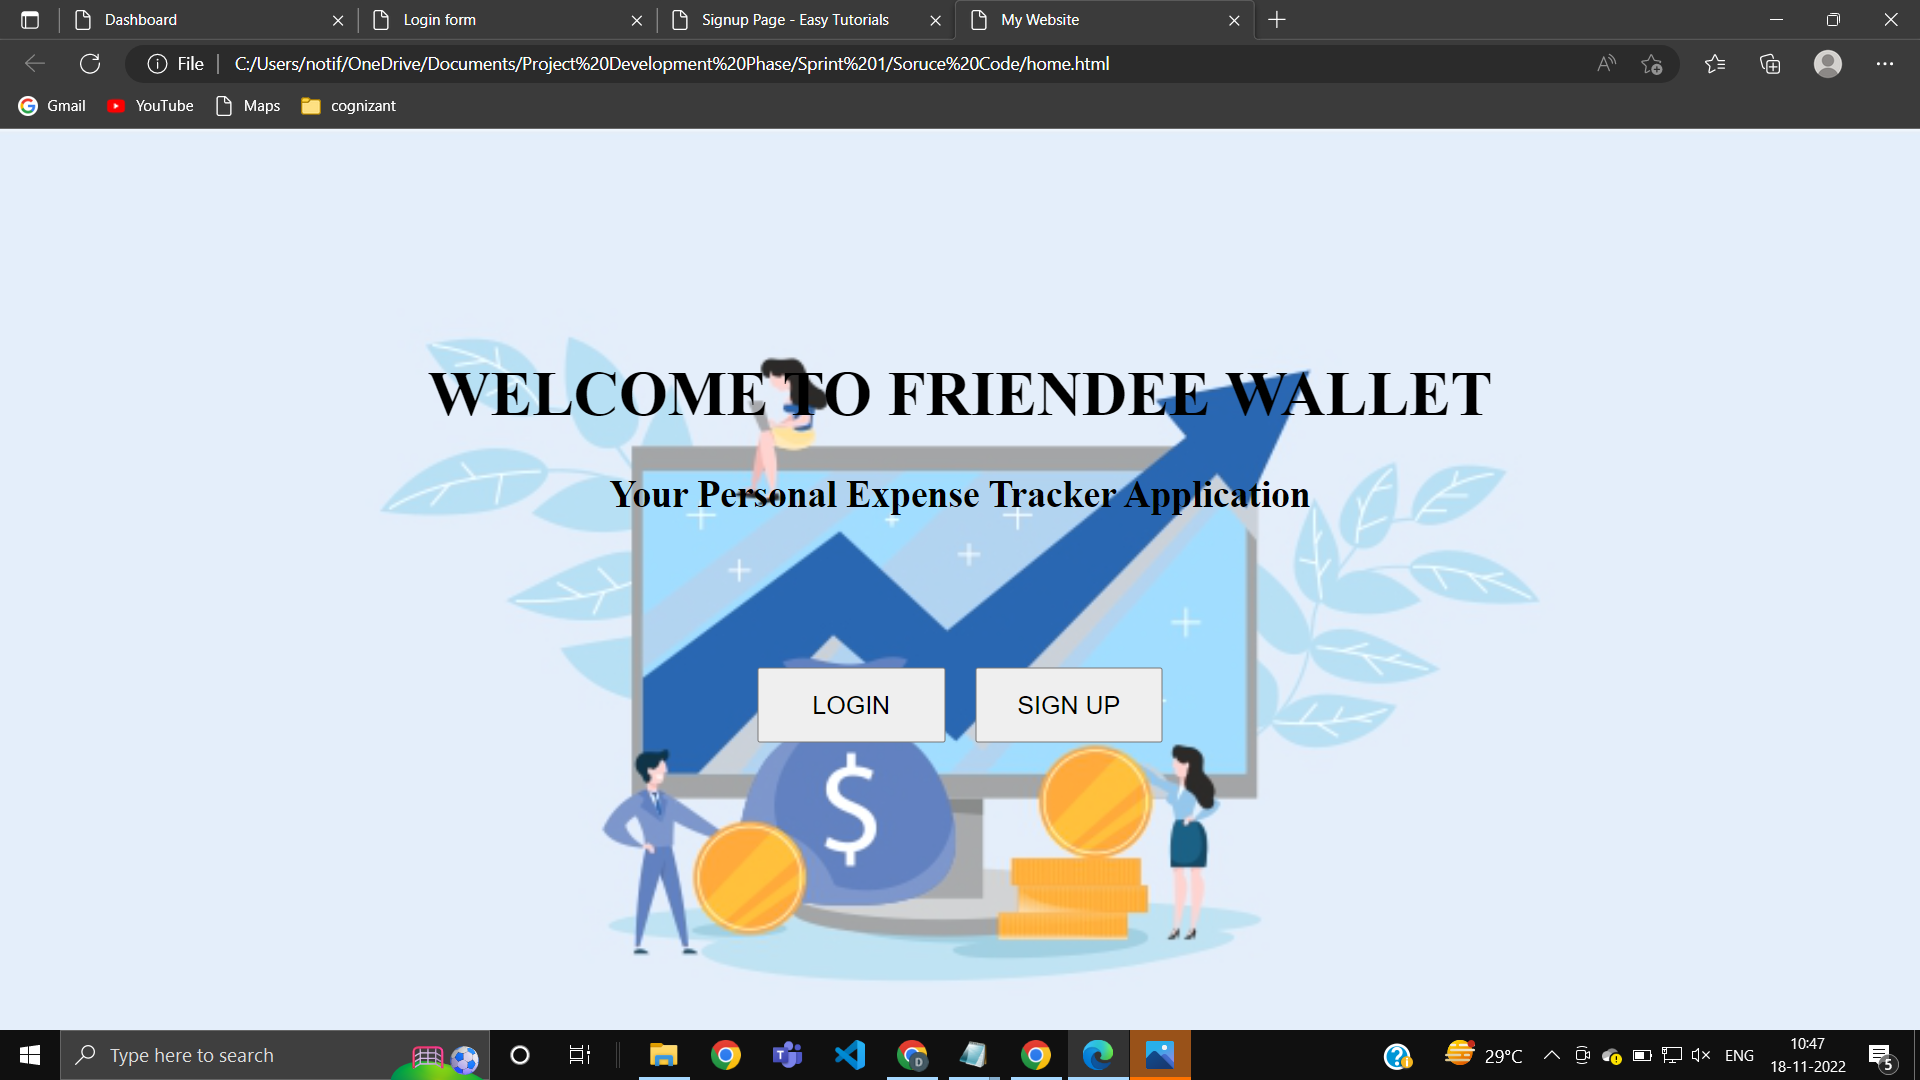 Dashboard
Login form
Signup Page - Easy Tutorials
My Website
File
C:/Users/notif/OneDrive/Documents/Project%20Development%20Phase/Sprint%201/Soruce%20Code/home.html
Gmail
YouTube
Maps
cognizant
WELCOME TO FRIENDEE WALLET
Your Personal Expense Tracker Application
LOGIN
SIGN UP
$
Type here to search
29°C
ENG
10:47
18-11-2022
5